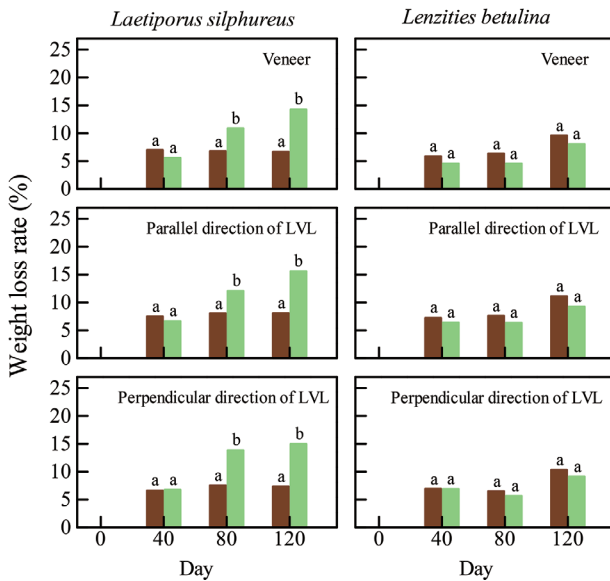 Laetiporus silphureus
Lenzities betulina
Weight loss rate (%)
25
20
15
10
5
0
Veneer
a
a
a
b
a
b
Veneer
a
a
a
a
a
a
25
20
15
10
5
0
Parallel direction of LVL
a
a
a
b
a
b
Parallel direction of LVL
a
a
a
a
a
a
25
20
15
10
5
0
Perpendicular direction of LVL
a
a
a
b
a
b
Perpendicular direction of LVL
a
a
a
a
a
a
0
40
80
120
0
40
80
120
Day
Day